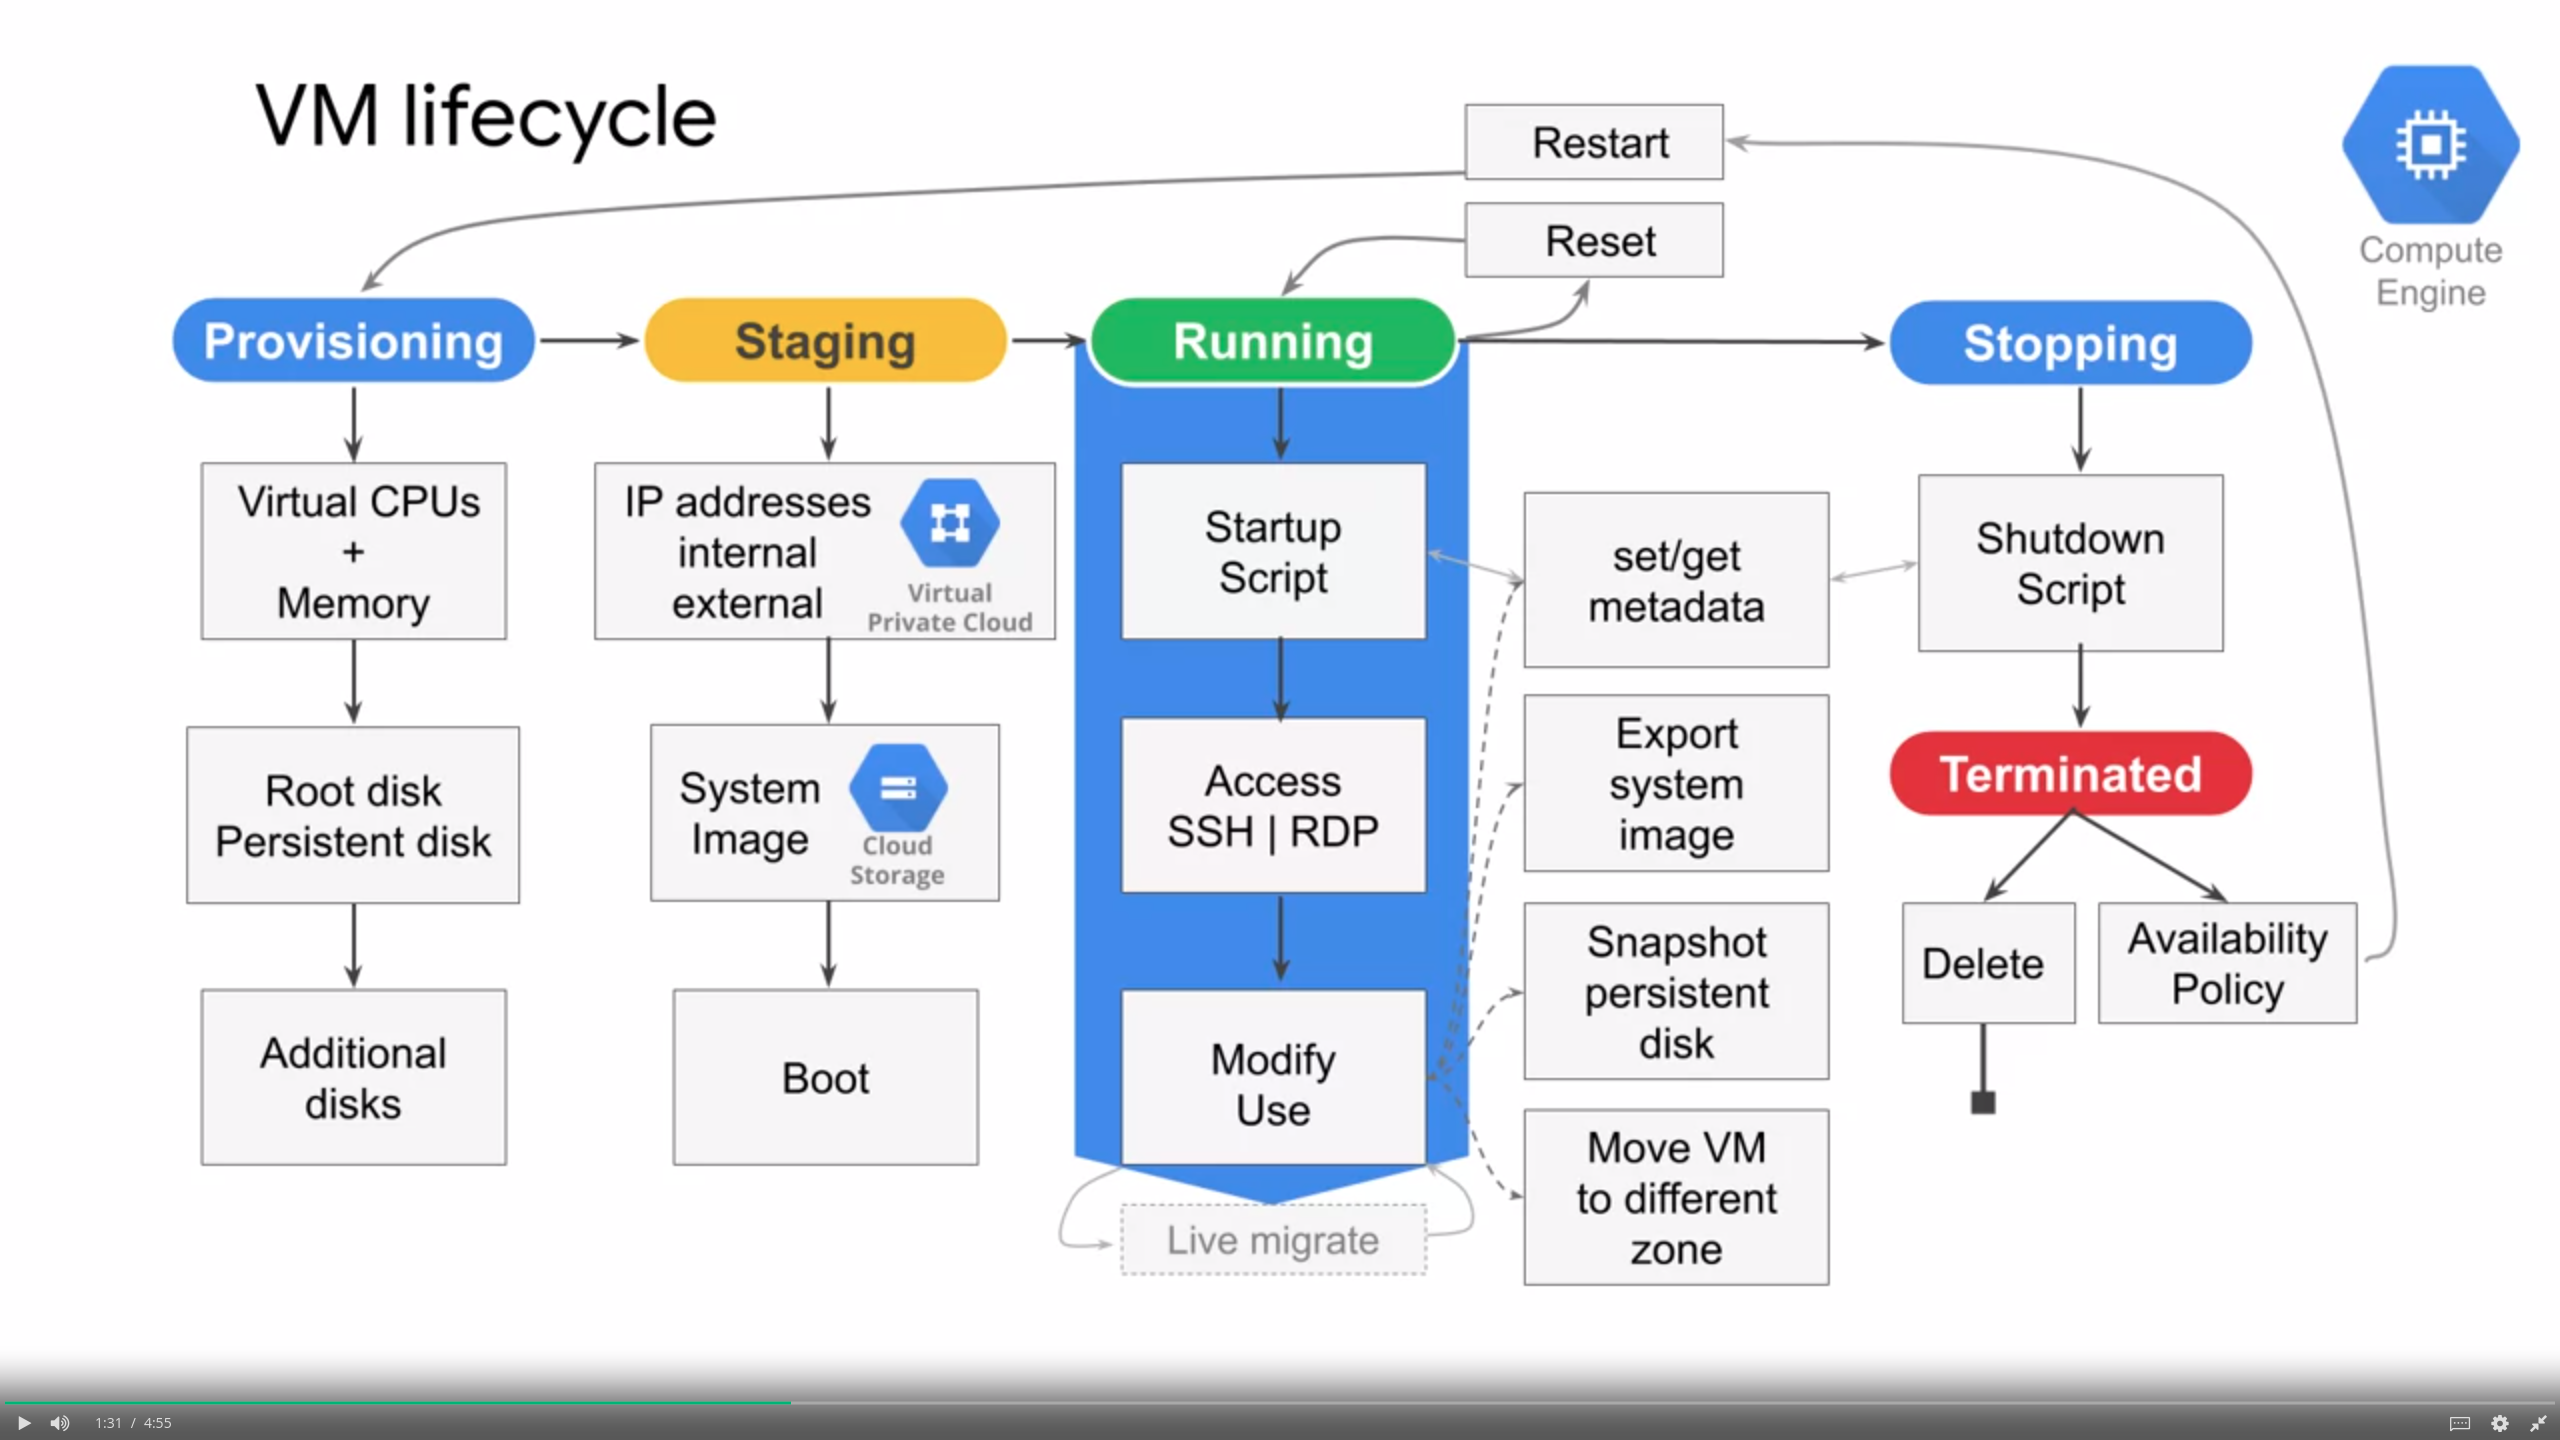 VM lifecycle
Restart
Reset
Compute
Engine
Provisioning
Staging
Running
Stopping
Virtual CPUs
+
Memory
Root disk
Persistent disk
Additional
disks
IP addresses
internal
external
Virtual
Private Cloud
System
Image
Cloud
Storage
Boot
Startup
Script
Access
SSH | RDP
Modify
Use
Live migrate
set/get
metadata
Export
system
image
Snapshot
persistent
disk
Move VM
to different
zone
Shutdown
Script
Terminated
Delete
Availability
Policy
1:31 / 4:55